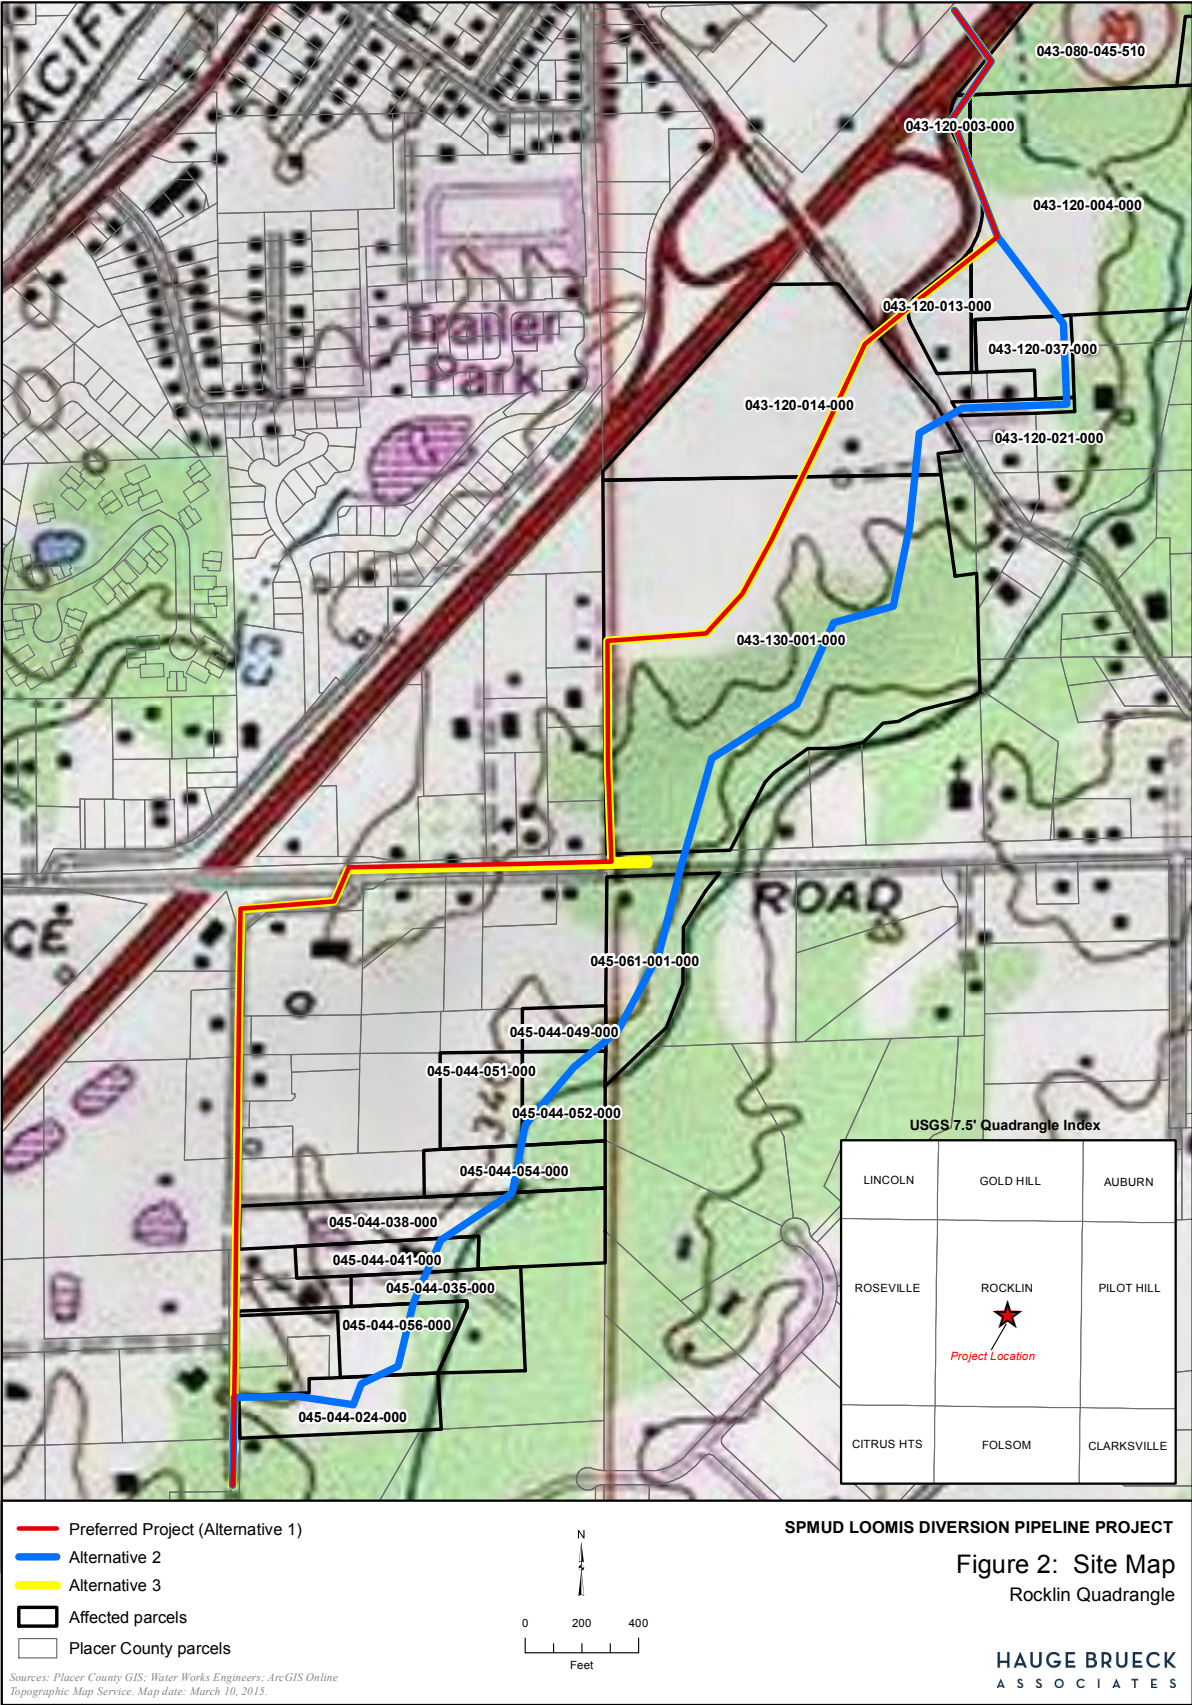 PACIFI
043-080-045-510
043-120-003-000
043-120-004-000
043-120-013-000
Trailer
Park
043-120-037-000
043-120-014-000
043-120-021-000
043-130-001-000
ROAD
CE
045-061-001-000
045-044-049-000
045-044-051-000
340
045-044-052-000
045-044-054-000
045-044-038-000
045-044-041-000
045-044-035-000
045-044-056-000
045-044-024-000
USGS 7.5' Quadrangle Index
LINCOLN GOLD HILL AUBURN
ROSEVILLE ROCKLIN PILOT HILL
Project Location
CITRUS HTS FOLSOM CLARKSVILLE
Preferred Project (Alternative 1)
Alternative 2
Alternative 3
Affected parcels
Placer County parcels
Sources: Placer County GIS; Water Works Engineers; ArcGIS Online
Topographic Map Service. Map date: March 10, 2015.
N
0 200 400
Feet
SPMUD LOOMIS DIVERSION PIPELINE PROJECT
Figure 2: Site Map
Rocklin Quadrangle
HAUGE BRUECK
ASSOCIATES